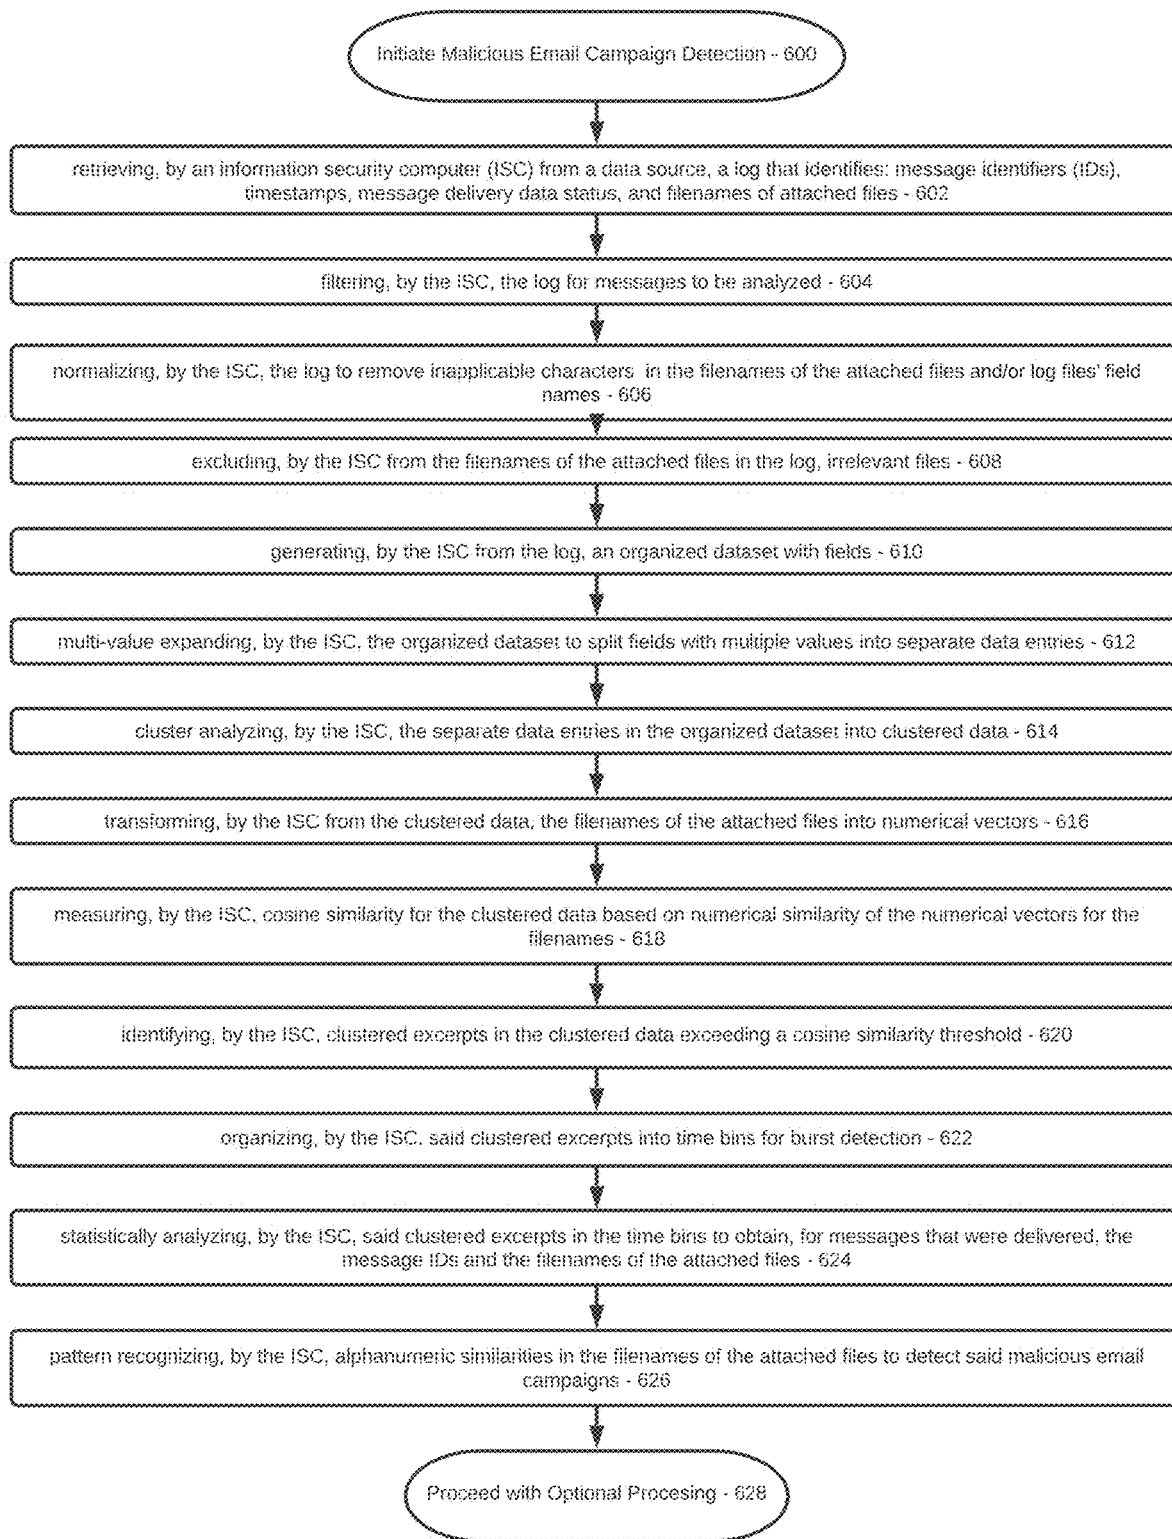 Initiate Malicious Email Campaign Detection - 600
retrieving, by an information security computer (ISC) from a data source, a log that identifies: message identifiers (IDs),
timestamps, message delivery data status, and filenames of attached files - 602
filtering, by the ISC, the log for messages to be analyzed - 604
normalizing, by the ISC, the log to remove inapplicable characters in the filenames of the attached files and/or log files' field
names - 606
excluding, by the ISC from the filenames of the attached files in the log, irrelevant files - 608
generating, by the ISC from the log, an organized dataset with fields - 610
multi-value expanding, by the ISC, the organized dataset to split fields with multiple values into separate data entries - 612
cluster analyzing, by the ISC, the separate data entries in the organized dataset into clustered data - 614
transforming, by the ISC from the clustered data, the filenames of the attached files into numerical vectors - 616
measuring, by the ISC, cosine similarity for the clustered data based on numerical similarity of the numerical vectors for the
filenames - 618
identifying, by the ISC, clustered excerpts in the clustered data exceeding a cosine similarity threshold - 620
organizing, by the ISC, said clustered excerpts into time bins for burst detection - 622
statistically analyzing, by the ISC, said clustered excerpts in the time bins to obtain, for messages that were delivered, the
message IDs and the filenames of the attached files - 624
pattern recognizing, by the ISC, alphanumeric similarities in the filenames of the attached files to detect said malicious email
campaigns - 626
Proceed with Optional Procesing - 628